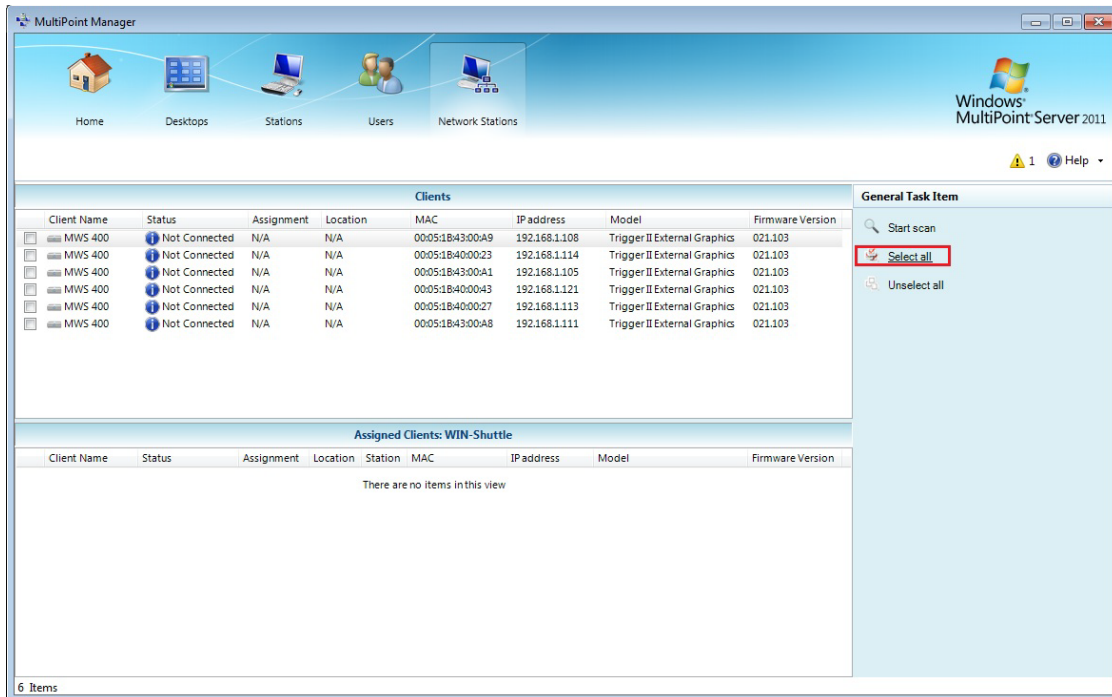 MultiPoint Manager
Home Desktops Stations Users Network Stations
Windows®
MultiPoint® Server 2011
1 Help
Clients
Client Name Status Assignment Location MAC IP address Model Firmware Version
MWS 400 Not Connected N/A N/A 00:05:1B:43:00:A9 192.168.1.108 Trigger II External Graphics 021.103
MWS 400 Not Connected N/A N/A 00:05:1B:40:00:23 192.168.1.114 Trigger II External Graphics 021.103
MWS 400 Not Connected N/A N/A 00:05:1B:43:00:A1 192.168.1.105 Trigger II External Graphics 021.103
MWS 400 Not Connected N/A N/A 00:05:1B:40:00:43 192.168.1.121 Trigger II External Graphics 021.103
MWS 400 Not Connected N/A N/A 00:05:1B:40:00:27 192.168.1.113 Trigger II External Graphics 021.103
MWS 400 Not Connected N/A N/A 00:05:1B:43:00:A8 192.168.1.111 Trigger II External Graphics 021.103
General Task Item
Start scan
Select all
Unselect all
Assigned Clients: WIN-Shuttle
Client Name Status Assignment Location Station MAC IP address Model Firmware Version
There are no items in this view
6 Items